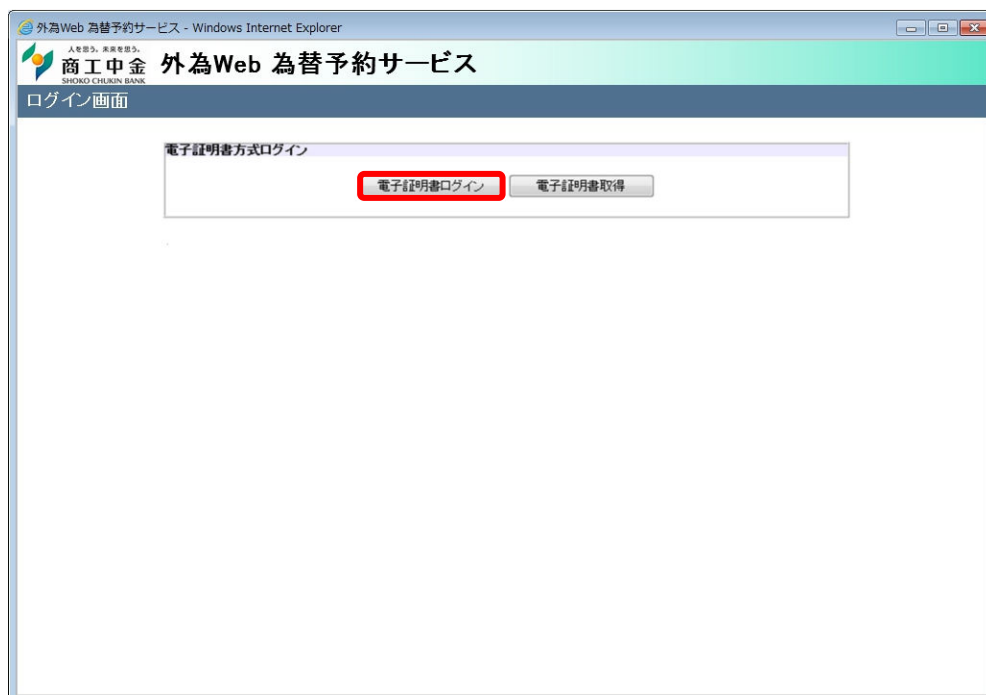 外為Web 為替予約サービス - Windows Internet Explorer
人を思う。未来を思う。
商工中金
SHOKO CHUKIN BANK
外為Web 為替予約サービス
ログイン画面
電子証明書方式ログイン
電子証明書ログイン
電子証明書取得